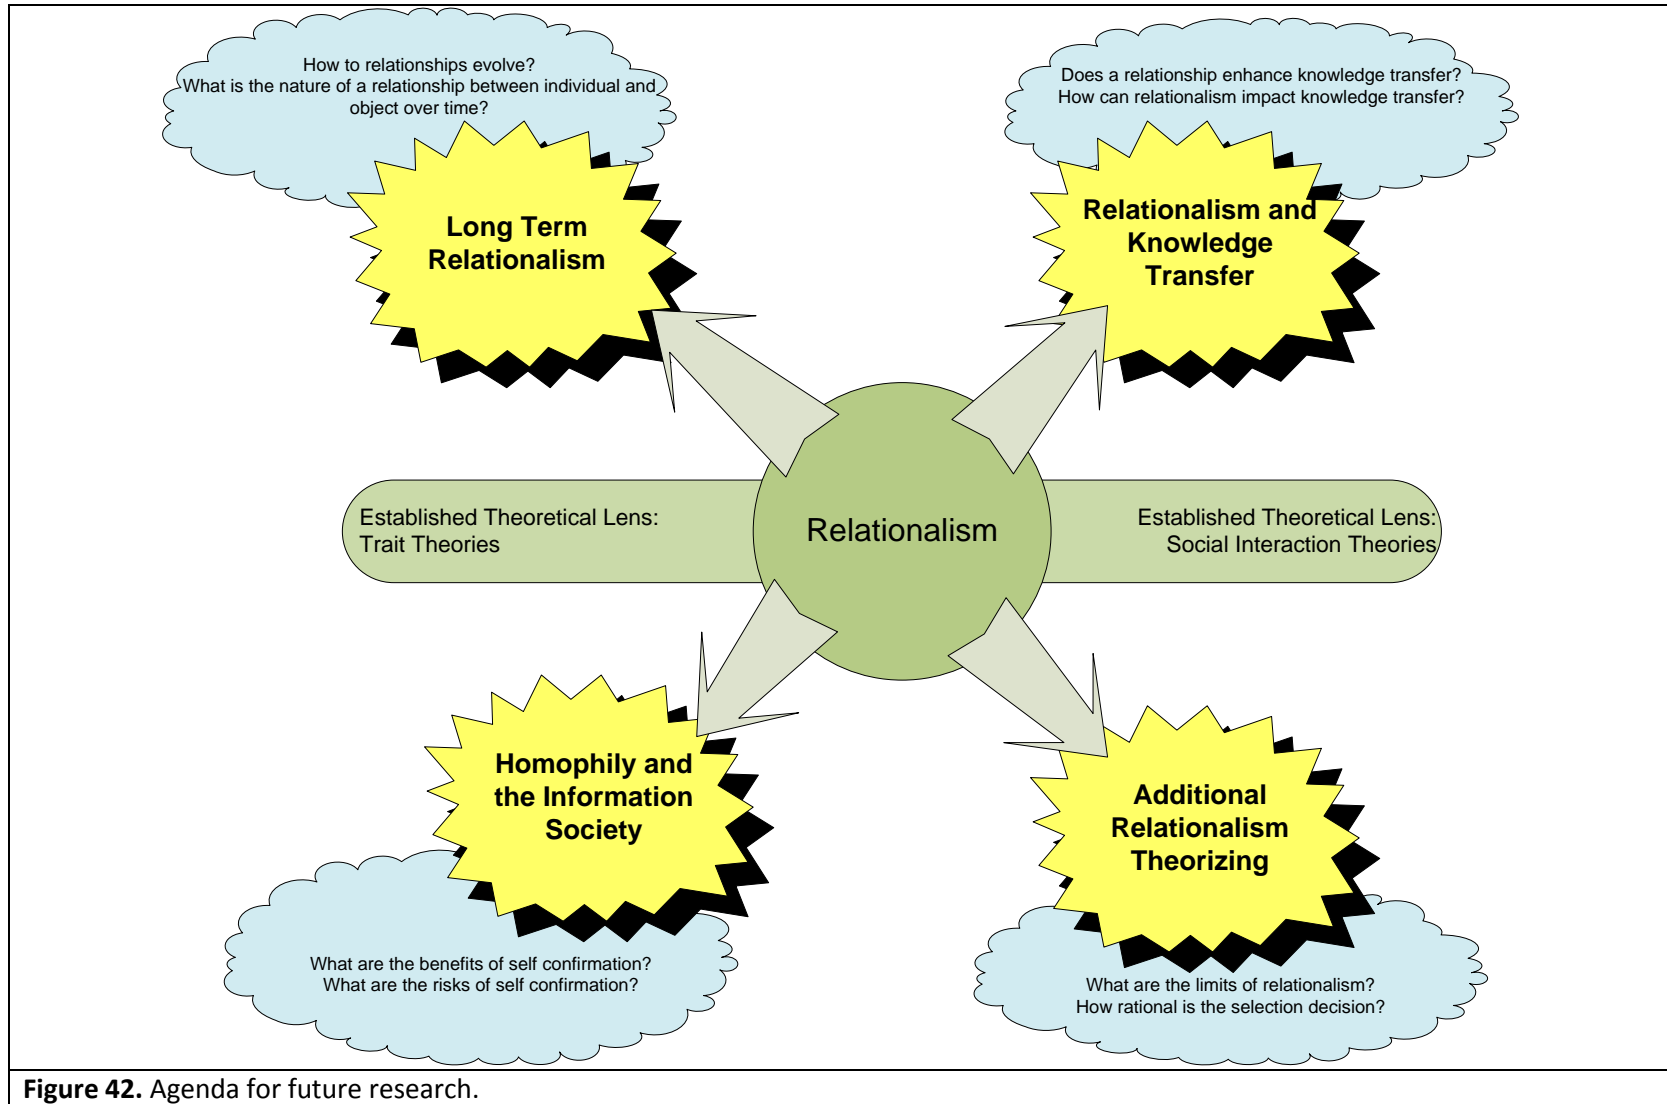 How to relationships evolve?
What is the nature of a relationship between individual and
object over time?
Does a relationship enhance knowledge transfer?
How can relationalism impact knowledge transfer?
Long Term
Relationalism
Relationalism and
Knowledge
Transfer
Established Theoretical Lens:
Trait Theories
Relationalism
Established Theoretical Lens:
Social Interaction Theories
Homophily and
the Information
Society
Additional
Relationalism
Theorizing
What are the benefits of self confirmation?
What are the risks of self confirmation?
What are the limits of relationalism?
How rational is the selection decision?
Figure 42. Agenda for future research.